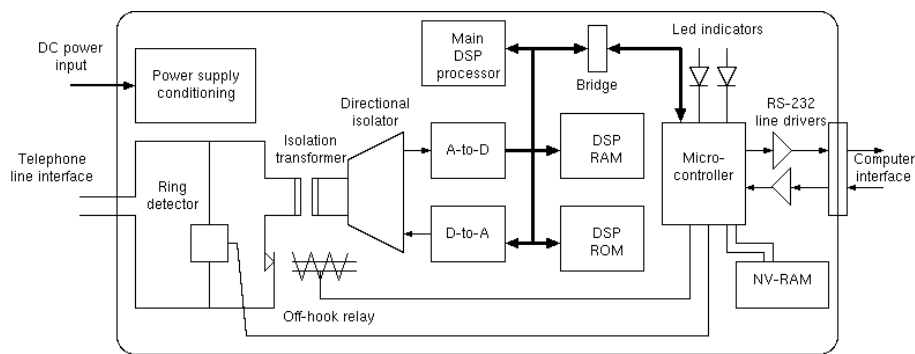 DC power
input
Power supply
conditioning
Main
DSP
processor
Bridge
Led indicators
Directional
isolator
Isolation
transformer
A-to-D
D-to-A
DSP
RAM
DSP
ROM
Micro-
controller
RS-232
line drivers
Computer
interface
Telephone
line interface
Ring
detector
Off-hook relay
NV-RAM